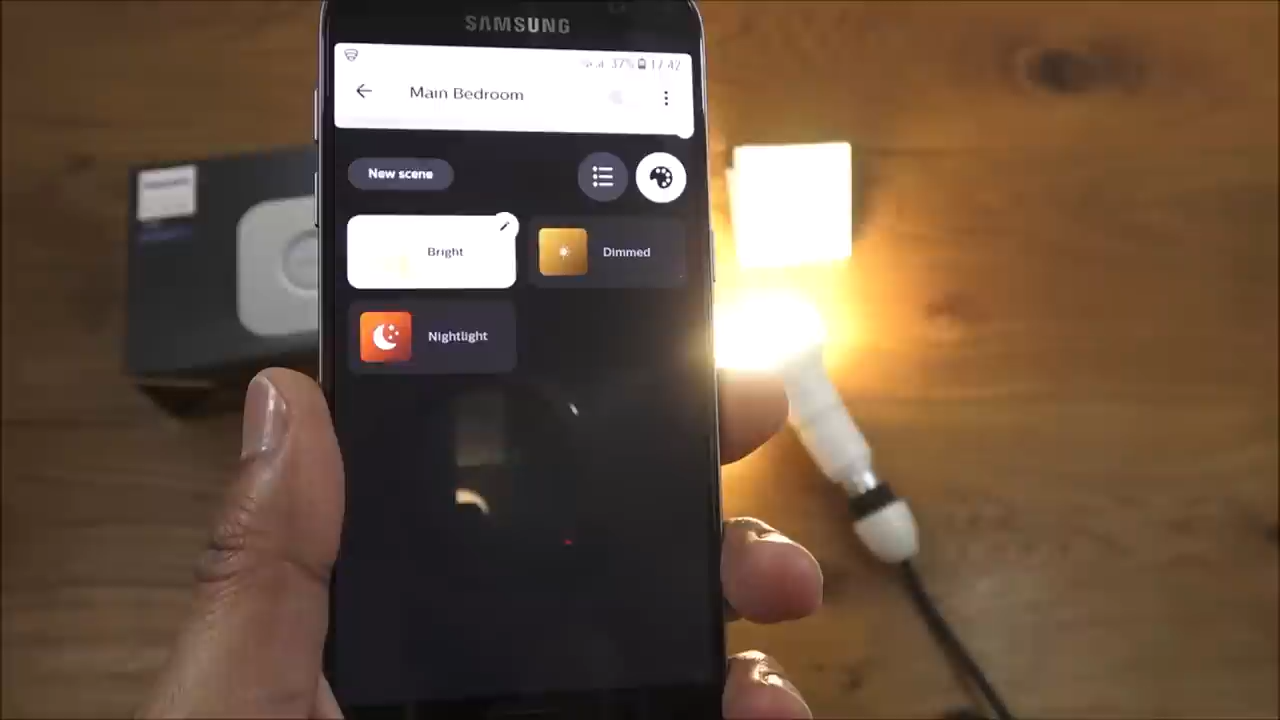 SAMSUNG
37% 17:42
Main Bedroom
New scene
Bright
Dimmed
Nightlight